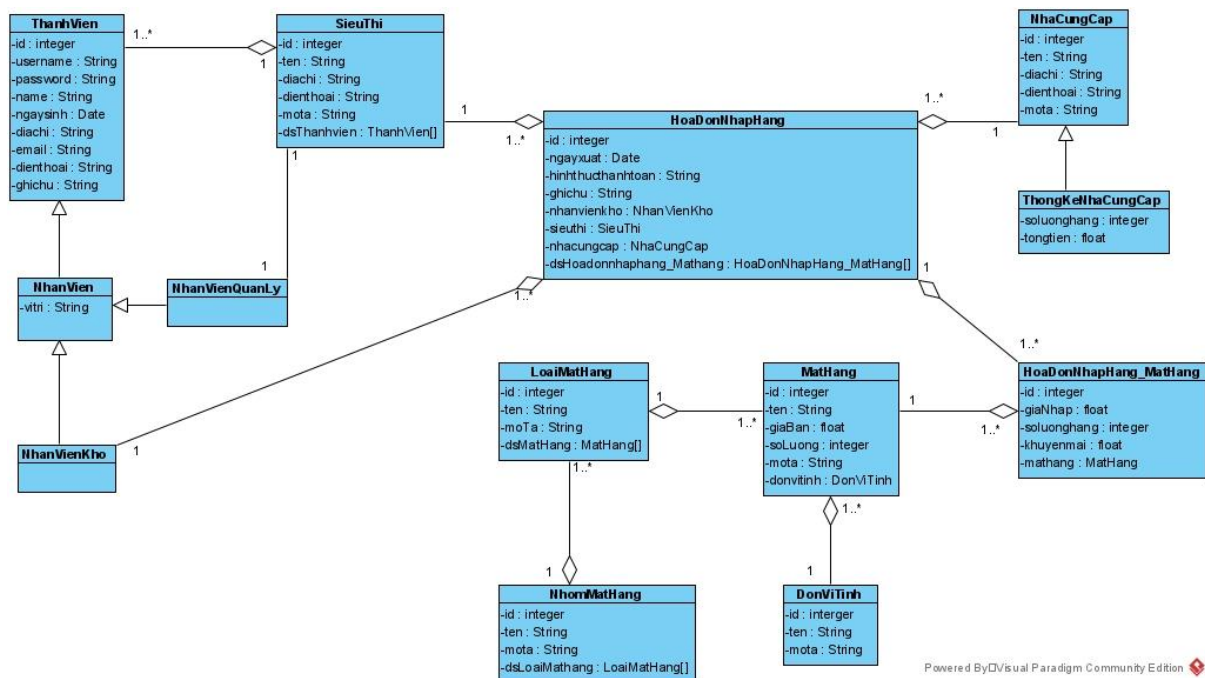 ThanhVien
-id : integer
-username : String
-password : String
-name : String
-ngaysinh : Date
-diachi : String
-email : String
-dienthoai : String
-ghichu : String
1..*
1
SieuThi
-id : integer
-ten : String
-diachi : String
-dienthoai : String
-mota : String
-dsThanhvien : ThanhVien[]
1
1
1
1..*
HoaDonNhapHang
-id : integer
-ngayxuat : Date
-hinhthucthanhtoan : String
-ghichu : String
-nhanvienkho : NhanVienKho
-sieuthi : SieuThi
-nhacungcap : NhaCungCap
-dsHoadonnhaphang_Mathang : HoaDonNhapHang_MatHang[]
1..*
1
NhaCungCap
-id : integer
-ten : String
-diachi : String
-dienthoai : String
-mota : String
ThongKeNhaCungCap
-soluonghang : integer
-tongtien : float
NhanVien
-vitri : String
NhanVienQuanLy
1..*
1
NhanVienKho
1
1..*
LoaiMatHang
-id : integer
-ten : String
-moTa : String
-dsMatHang : MatHang[]
1
1..*
MatHang
-id : integer
-ten : String
-giaBan : float
-soLuong : integer
-mota : String
-donvitinh : DonViTinh
1
1..*
HoaDonNhapHang_MatHang
-id : integer
-giaNhap : float
-soluonghang : integer
-khuyenmai : float
-mathang : MatHang
1..*
1
NhomMatHang
-id : integer
-ten : String
-mota : String
-dsLoaiMathang : LoaiMatHang[]
1..*
1
DonViTinh
-id : interger
-ten : String
-mota : String
Powered By□Visual Paradigm Community Edition